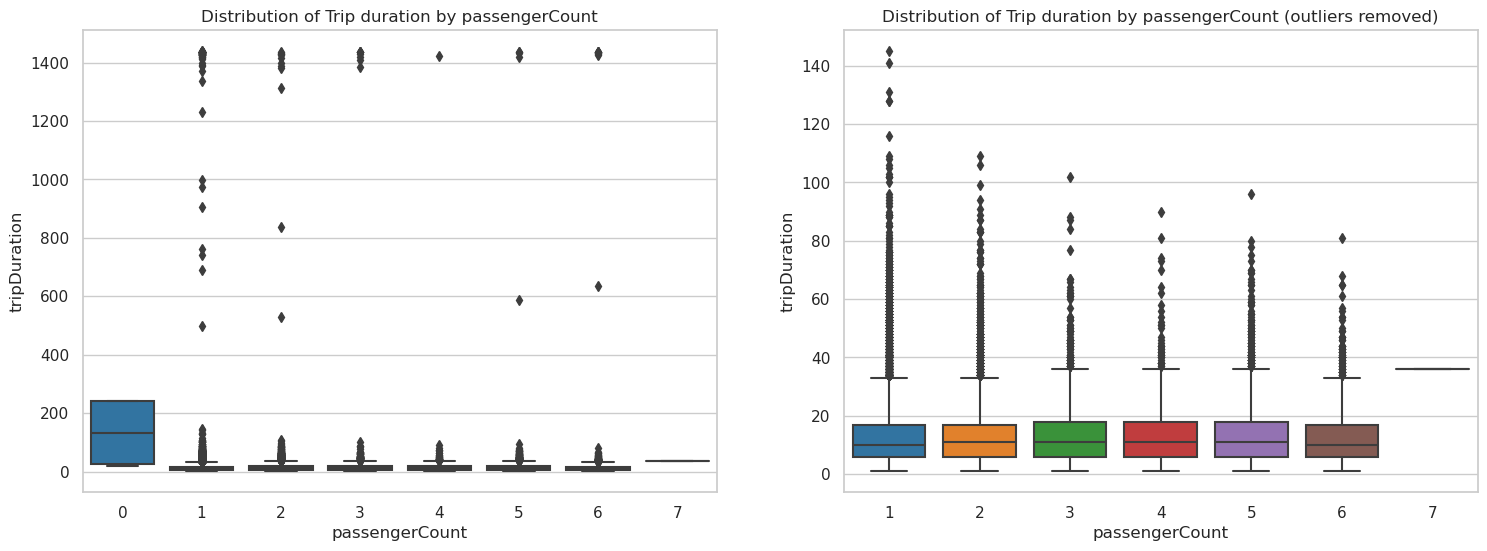 Distribution of Trip duration by passengerCount
1400
1200
1000
800
600
400
200
0
tripDuration
0 1 2 3 4 5 6 7
passengerCount
Distribution of Trip duration by passengerCount (outliers removed)
140
120
100
80
60
40
20
0
tripDuration
1 2 3 4 5 6 7
passengerCount